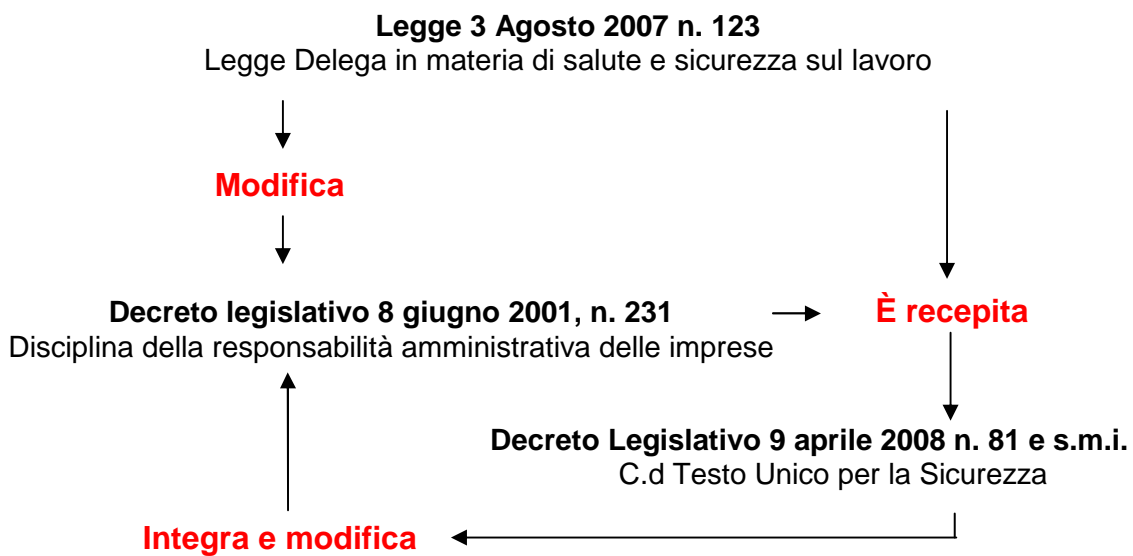 Legge 3 Agosto 2007 n. 123
Legge Delega in materia di salute e sicurezza sul lavoro
Modifica
Decreto legislativo 8 giugno 2001, n. 231
Disciplina della responsabilità amministrativa delle imprese
È recepita
Decreto Legislativo 9 aprile 2008 n. 81 e s.m.i.
C.d Testo Unico per la Sicurezza
Integra e modifica